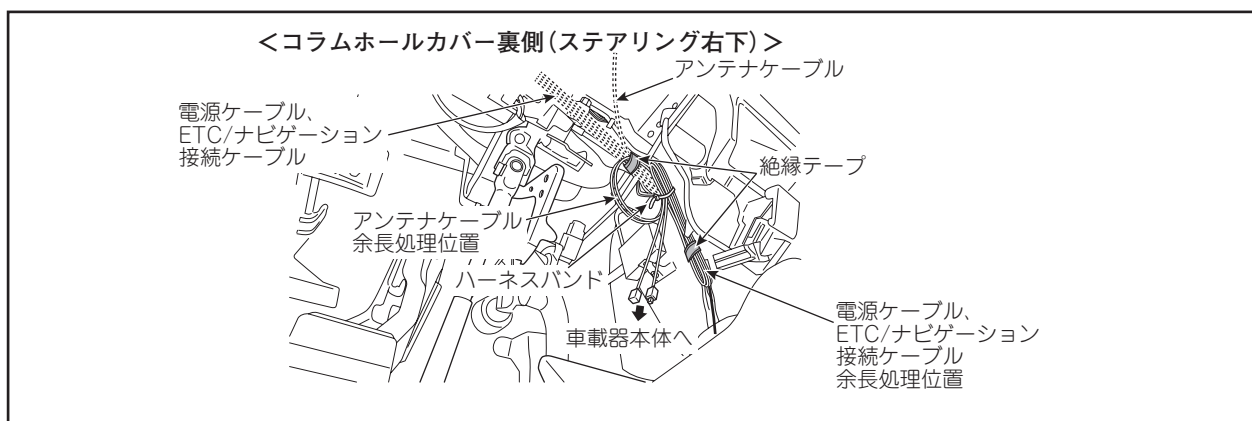 ＜コラムホールカバー裏側(ステアリング右下)＞
アンテナケーブル
電源ケーブル、
ETC/ナビゲーション
接続ケーブル
絶縁テープ
アンテナケーブル
余長処理位置
ハーネスバンド
車載器本体へ
電源ケーブル、
ETC/ナビゲーション
接続ケーブル
余長処理位置